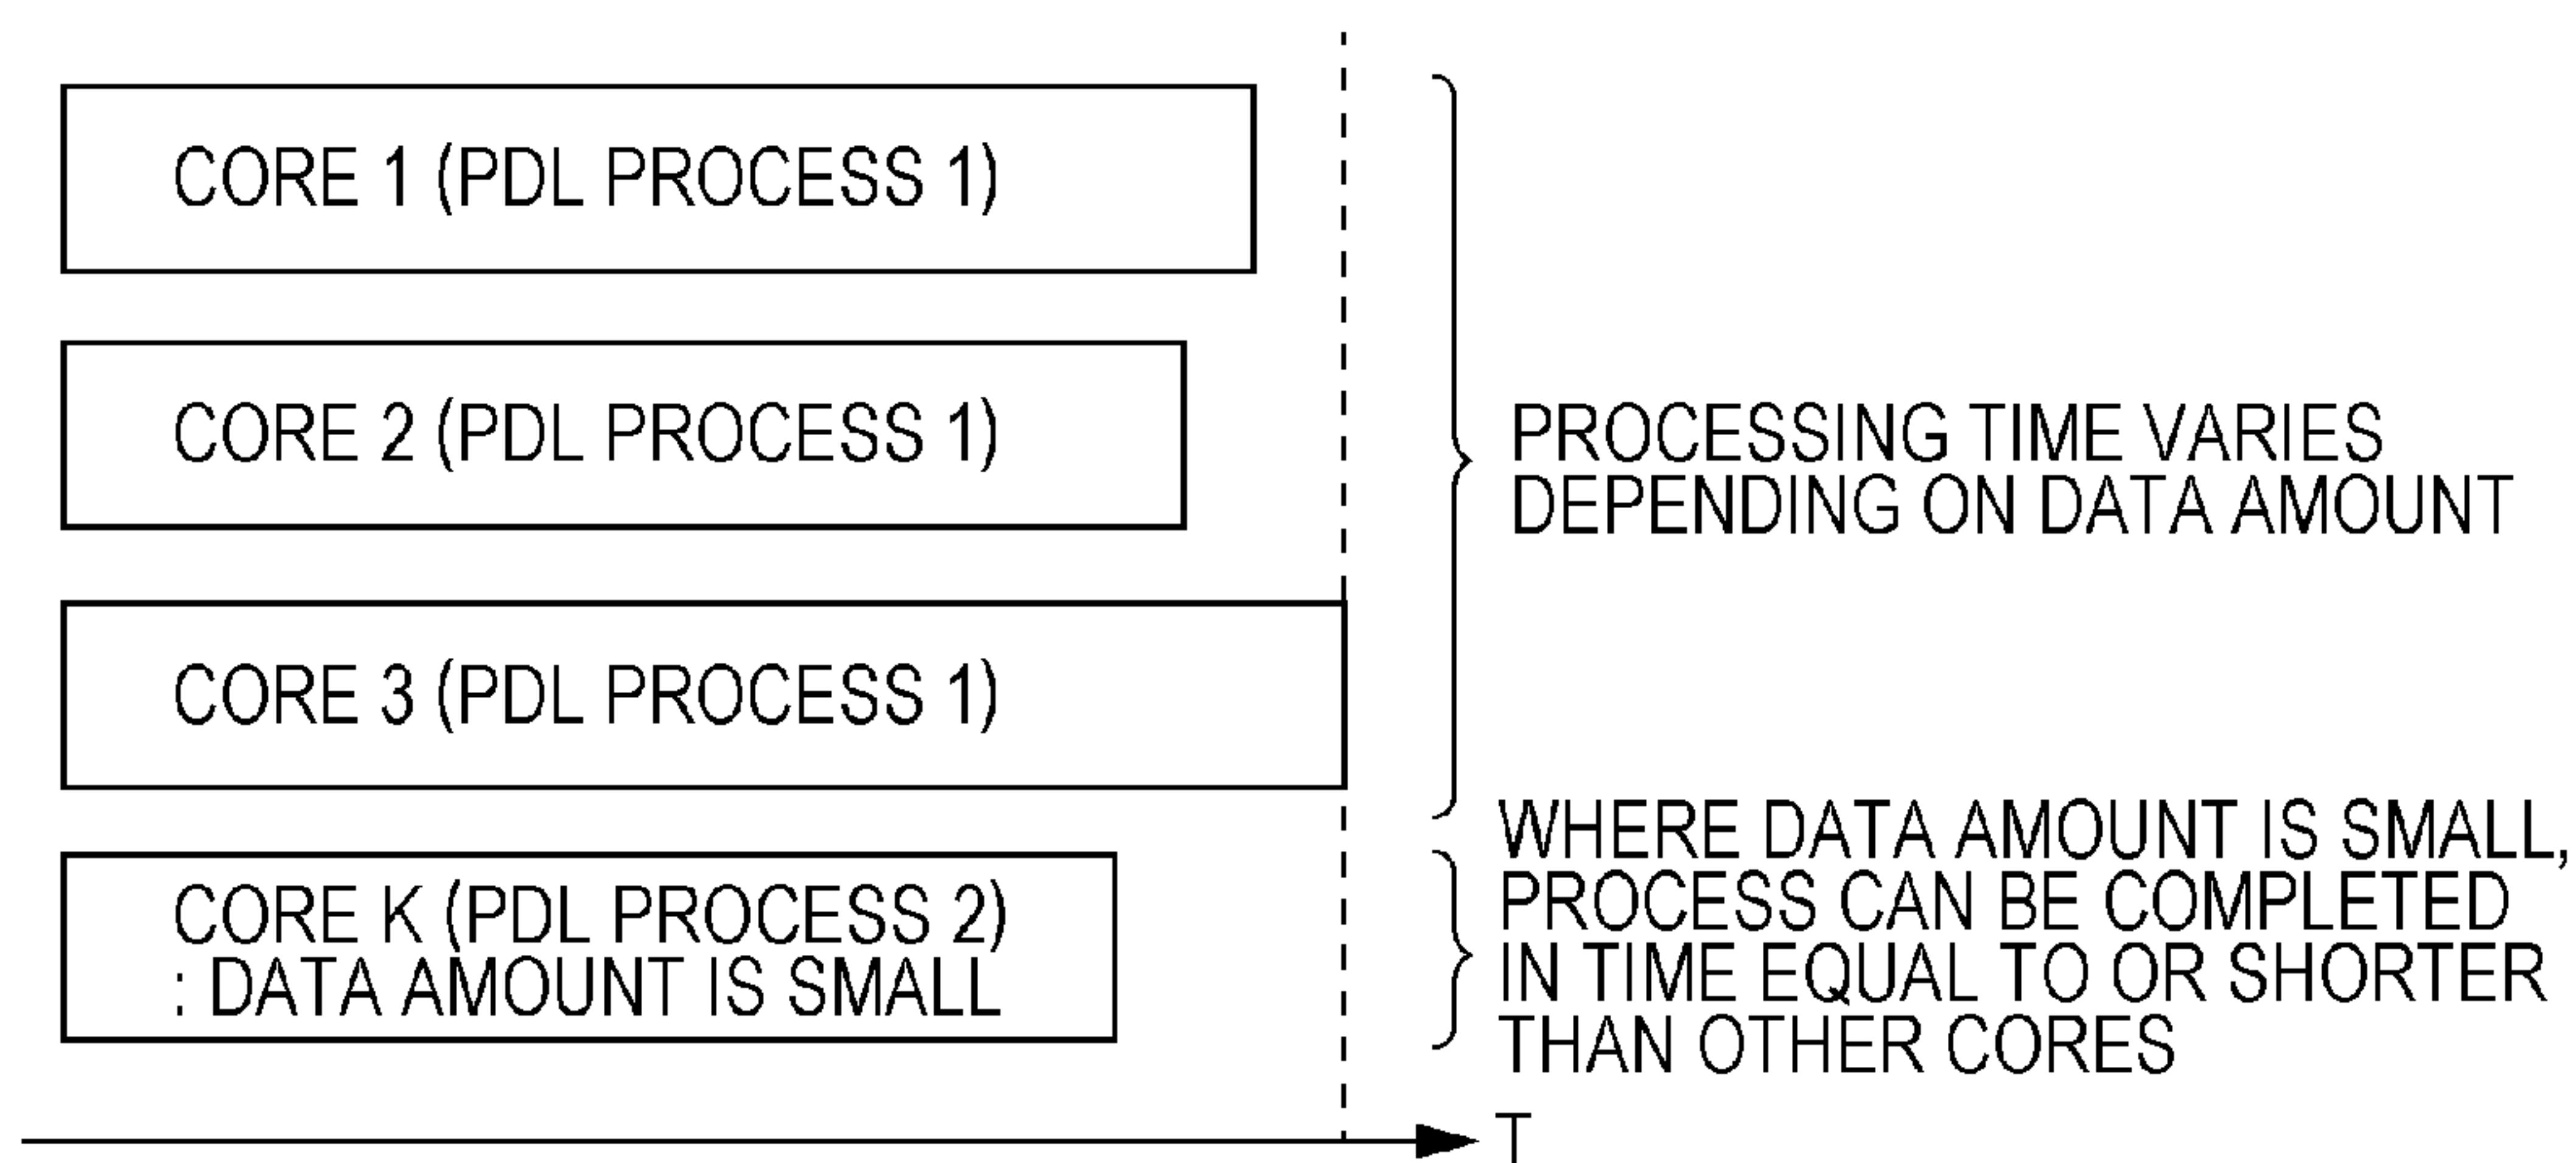 CORE 1 (PDL PROCESS 1)
CORE 2 (PDL PROCESS 1)
CORE 3 (PDL PROCESS 1)
CORE K (PDL PROCESS 2)
: DATA AMOUNT IS SMALL
PROCESSING TIME VARIES
DEPENDING ON DATA AMOUNT
WHERE DATA AMOUNT IS SMALL,
PROCESS CAN BE COMPLETED
IN TIME EQUAL TO OR SHORTER
THAN OTHER CORES
T